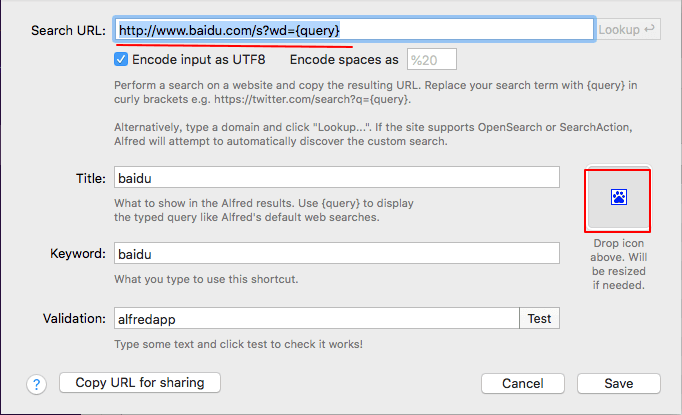 Search URL: http://www.baidu.com/s?wd={query} Lookup ↩
Encode input as UTF8 Encode spaces as %20
Perform a search on a website and copy the resulting URL. Replace your search term with {query} in
curly brackets e.g. https://twitter.com/search?q={query}.
Alternatively, type a domain and click "Lookup...". If the site supports OpenSearch or SearchAction,
Alfred will attempt to automatically discover the custom search.
Title: baidu
What to show in the Alfred results. Use {query} to display
the typed query like Alfred's default web searches.
Drop icon
above. Will
be resized
if needed.
Keyword: baidu
What you type to use this shortcut.
Validation: alfredapp Test
Type some text and click test to check it works!
? Copy URL for sharing Cancel Save